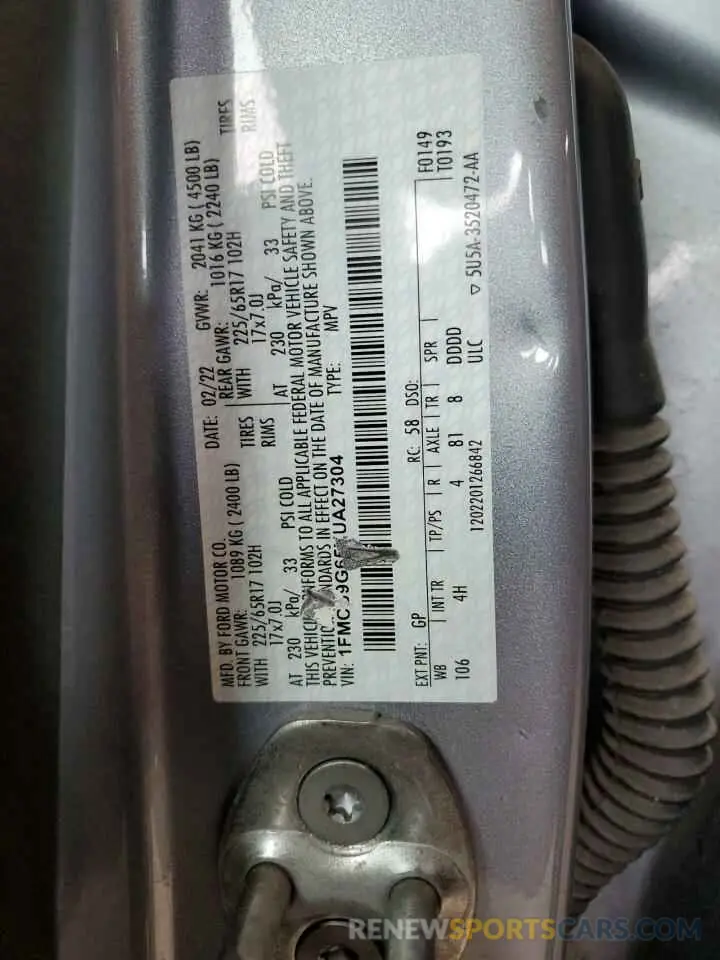 MFD. BY FORD MOTOR CO.
DATE: 02/22
GVWR: 2041 KG ( 4500 LB)
FRONT GAWR: 1089 KG ( 2400 LB)
REAR GAWR: 1016 KG ( 2240 LB)
WITH 225/65R17 102H TIRES
WITH 225/65R17 102H TIRES
17x7.0J RIMS
17x7.0J RIMS
AT 230 kPa/ 33 PSI COLD
AT 230 kPa/ 33 PSI COLD
THIS VEHICLE CONFORMS TO ALL APPLICABLE FEDERAL MOTOR VEHICLE SAFETY AND THEFT
STANDARDS IN EFFECT ON THE DATE OF MANUFACTURE SHOWN ABOVE.
VIN: 1FMC 9G6 UA27304
TYPE: MPV
EXT PNT: GP RC: 58 DSO: F0149
WB INT TR TP/PS R AXLE TR SPR T0193
106 4H 4 81 8 DDDD
1202201266842 ULC ▽ 5U5A-3520472-AA
RENEWSPORTSCARS.COM